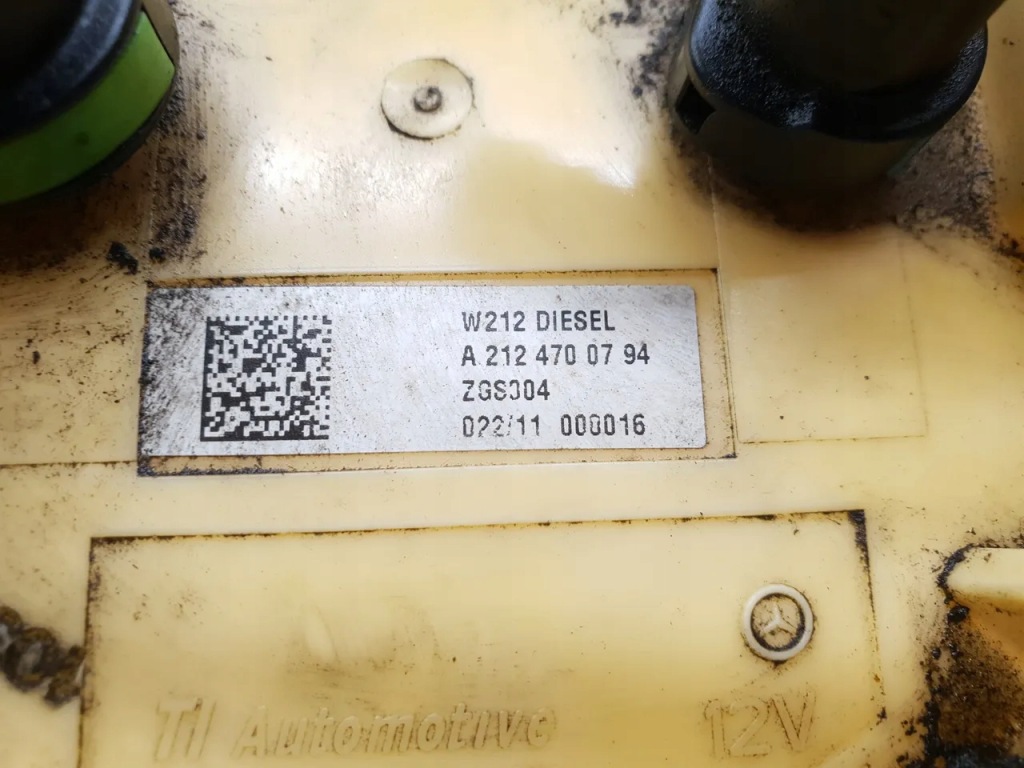 W212 DIESEL
A 212 470 07 94
ZGS004
022/11 000016
TI Automotive
12V